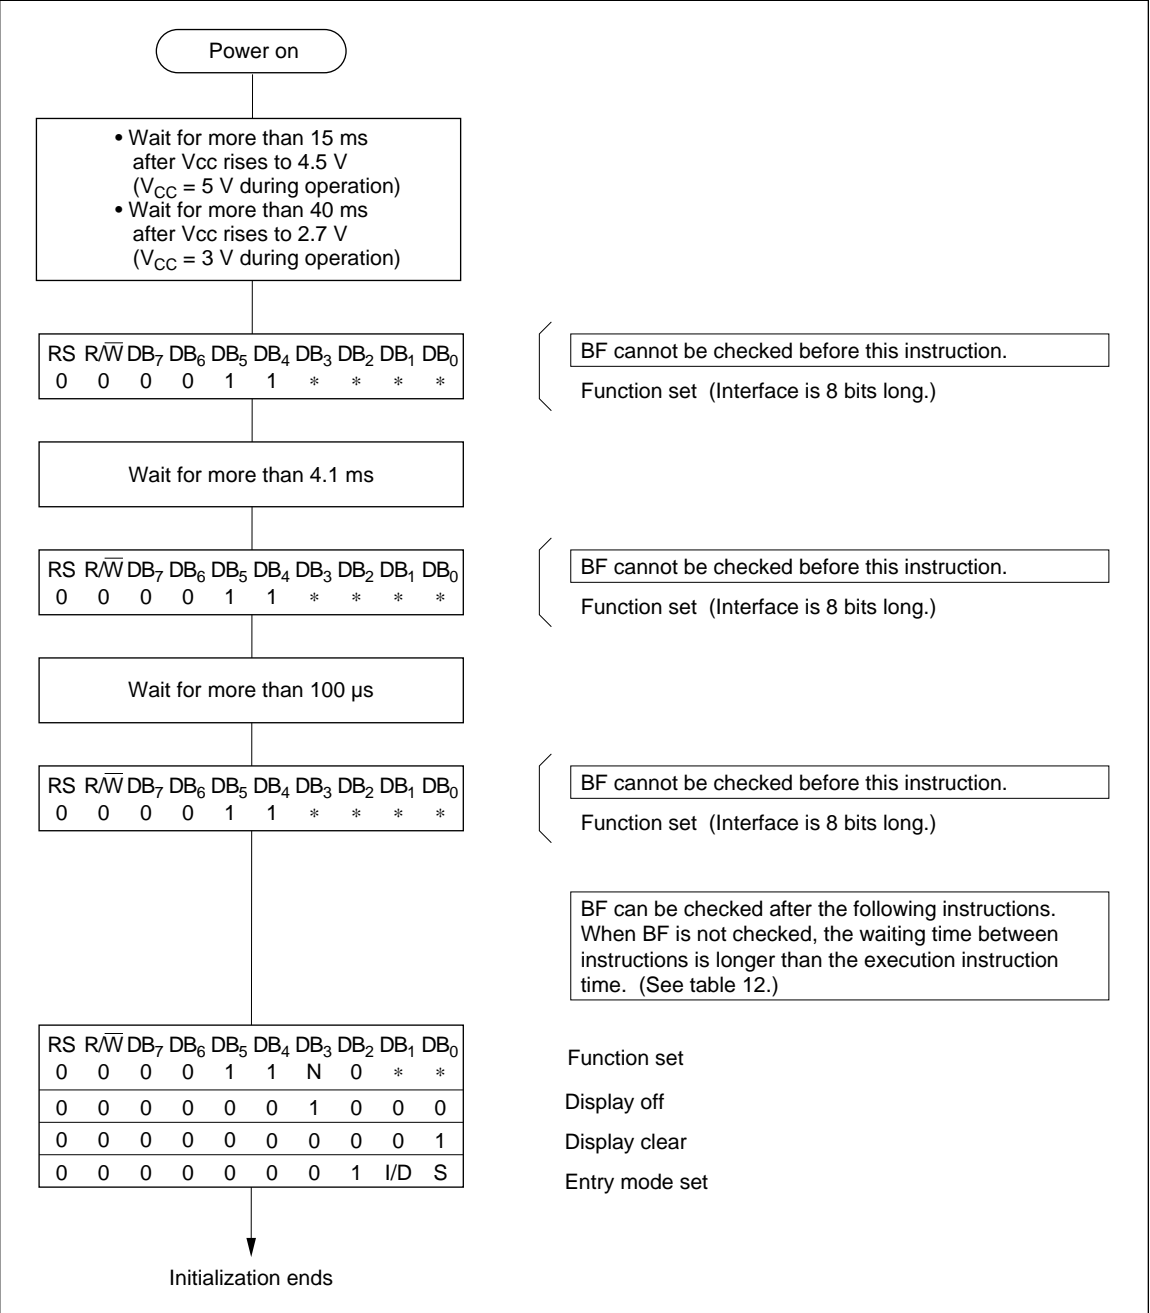 Power on
• Wait for more than 15 ms
after Vcc rises to 4.5 V
(VCC = 5 V during operation)
• Wait for more than 40 ms
after Vcc rises to 2.7 V
(VCC = 3 V during operation)
RS R/W̅ DB7 DB6 DB5 DB4 DB3 DB2 DB1 DB0
0 0 0 0 1 1 * * * *
BF cannot be checked before this instruction.
Function set (Interface is 8 bits long.)
Wait for more than 4.1 ms
RS R/W̅ DB7 DB6 DB5 DB4 DB3 DB2 DB1 DB0
0 0 0 0 1 1 * * * *
BF cannot be checked before this instruction.
Function set (Interface is 8 bits long.)
Wait for more than 100 µs
RS R/W̅ DB7 DB6 DB5 DB4 DB3 DB2 DB1 DB0
0 0 0 0 1 1 * * * *
BF cannot be checked before this instruction.
Function set (Interface is 8 bits long.)
BF can be checked after the following instructions.
When BF is not checked, the waiting time between
instructions is longer than the execution instruction
time. (See table 12.)
RS R/W̅ DB7 DB6 DB5 DB4 DB3 DB2 DB1 DB0
0 0 0 0 1 1 N 0 * *
Function set
0 0 0 0 0 0 1 0 0 0
Display off
0 0 0 0 0 0 0 0 0 1
Display clear
0 0 0 0 0 0 0 1 I/D S
Entry mode set
Initialization ends